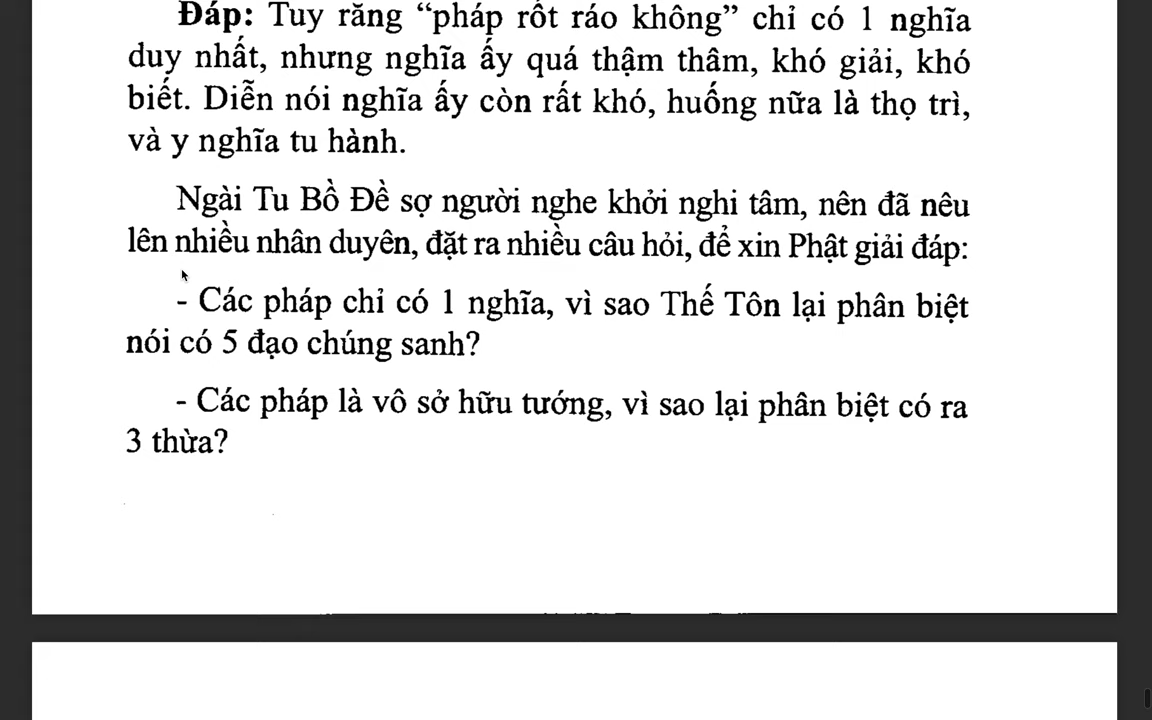 Đáp: Tuy rằng “pháp rốt ráo không” chỉ có 1 nghĩa
duy nhất, nhưng nghĩa ấy quá thậm thâm, khó giải, khó
biết. Diễn nói nghĩa ấy còn rất khó, huống nữa là thọ trì,
và y nghĩa tu hành.
Ngài Tu Bồ Đề sợ người nghe khởi nghi tâm, nên đã nêu
lên nhiều nhân duyên, đặt ra nhiều câu hỏi, để xin Phật giải đáp:
- Các pháp chỉ có 1 nghĩa, vì sao Thế Tôn lại phân biệt
nói có 5 đạo chúng sanh?
- Các pháp là vô sở hữu tướng, vì sao lại phân biệt có ra
3 thừa?